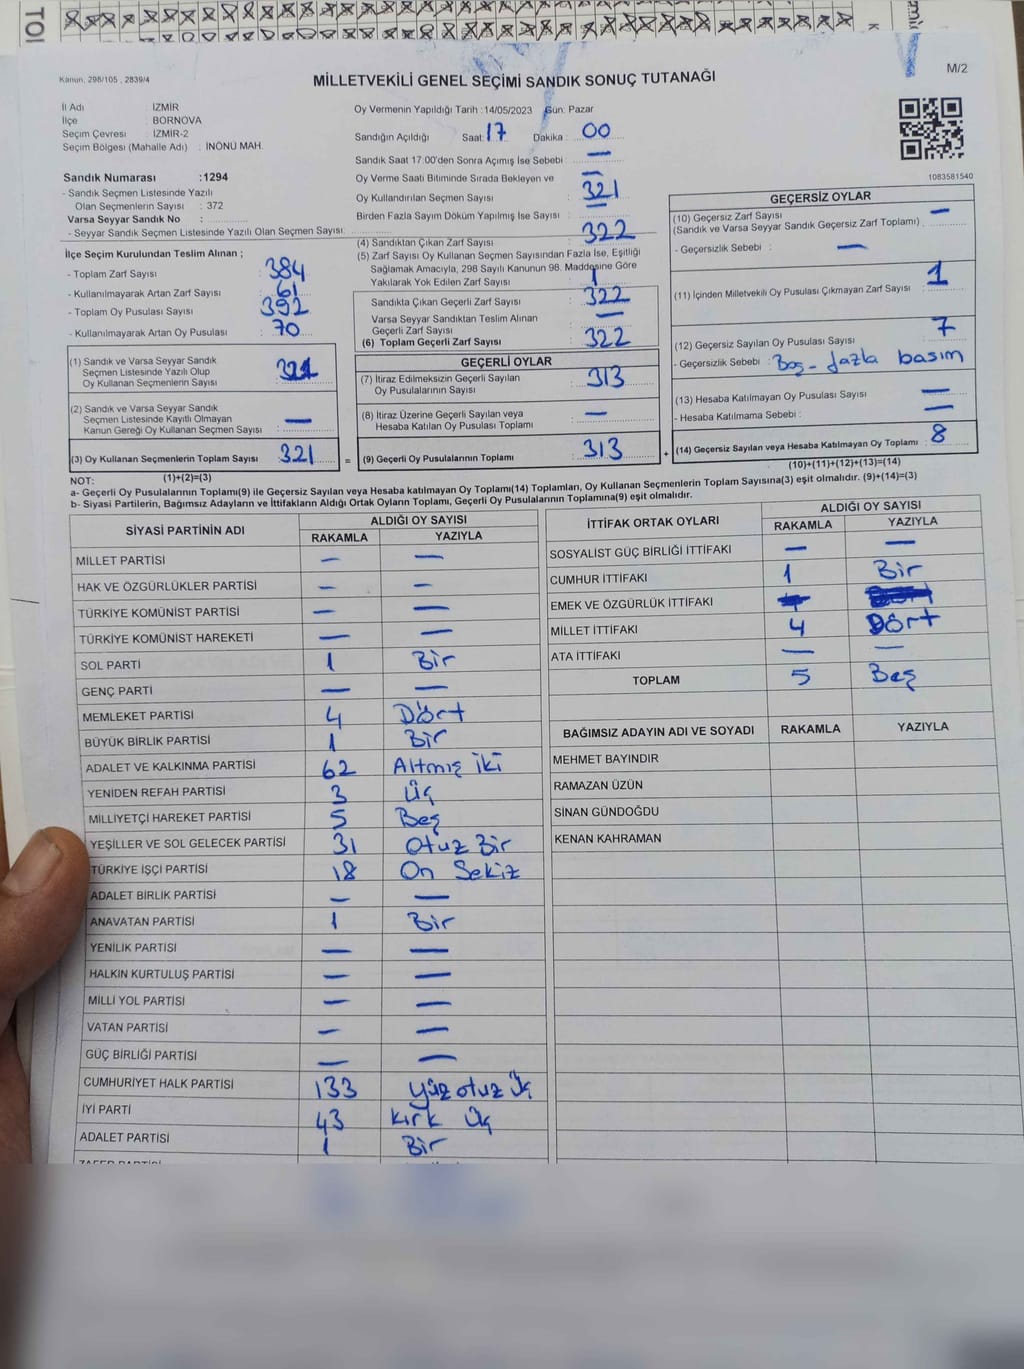 TOI
M/2
Kanun, 298/105 , 2839/4
MİLLETVEKİLİ GENEL SEÇİMİ SANDIK SONUÇ TUTANAĞI
İl Adı : İZMİR
İlçe : BORNOVA
Seçim Çevresi : İZMİR-2
Seçim Bölgesi (Mahalle Adı) : İNÖNÜ MAH.
Oy Vermenin Yapıldığı Tarih :14/05/2023 Gün: Pazar
Sandığın Açıldığı Saat: 17 Dakika : 00
Sandık Saat 17:00'den Sonra Açımış İse Sebebi : —
Oy Verme Saati Bitiminde Sırada Bekleyen ve
Oy Kullandırılan Seçmen Sayısı : 321
Birden Fazla Sayım Döküm Yapılmış İse Sayısı : —
Sandık Numarası :1294
- Sandık Seçmen Listesinde Yazılı
Olan Seçmenlerin Sayısı : 372
Varsa Seyyar Sandık No :
- Seyyar Sandık Seçmen Listesinde Yazılı Olan Seçmen Sayısı:
İlçe Seçim Kurulundan Teslim Alınan ;
- Toplam Zarf Sayısı : 384
- Kullanılmayarak Artan Zarf Sayısı : 61
- Toplam Oy Pusulası Sayısı : 392
- Kullanılmayarak Artan Oy Pusulası : 70
(1) Sandık ve Varsa Seyyar Sandık
Seçmen Listesinde Yazılı Olup
Oy Kullanan Seçmenlerin Sayısı : 321
(2) Sandık ve Varsa Seyyar Sandık
Seçmen Listesinde Kayıtlı Olmayan
Kanun Gereği Oy Kullanan Seçmen Sayısı : —
(3) Oy Kullanan Seçmenlerin Toplam Sayısı : 321
(4) Sandıktan Çıkan Zarf Sayısı : 322
(5) Zarf Sayısı Oy Kullanan Seçmen Sayısından Fazla İse, Eşitliği
Sağlamak Amacıyla, 298 Sayılı Kanunun 98. Maddesine Göre
Yakılarak Yok Edilen Zarf Sayısı : 1
Sandıkta Çıkan Geçerli Zarf Sayısı : 322
Varsa Seyyar Sandıktan Teslim Alınan
Geçerli Zarf Sayısı : —
(6) Toplam Geçerli Zarf Sayısı : 322
GEÇERLİ OYLAR
(7) İtiraz Edilmeksizin Geçerli Sayılan
Oy Pusulalarının Sayısı : 313
(8) İtiraz Üzerine Geçerli Sayılan veya
Hesaba Katılan Oy Pusulası Toplamı : —
= (9) Geçerli Oy Pusulalarının Toplamı : 313 +
1083581540
GEÇERSİZ OYLAR
(10) Geçersiz Zarf Sayısı : —
(Sandık ve Varsa Seyyar Sandık Geçersiz Zarf Toplamı)
- Geçersizlik Sebebi : —
(11) İçinden Milletvekili Oy Pusulası Çıkmayan Zarf Sayısı : 1
(12) Geçersiz Sayılan Oy Pusulası Sayısı : 7
- Geçersizlik Sebebi : Boş - fazla basım
(13) Hesaba Katılmayan Oy Pusulası Sayısı : —
- Hesaba Katılmama Sebebi : —
(14) Geçersiz Sayılan veya Hesaba Katılmayan Oy Toplamı : 8
NOT: (1)+(2)=(3)
(10)+(11)+(12)+(13)=(14)
a- Geçerli Oy Pusulalarının Toplamı(9) ile Geçersiz Sayılan veya Hesaba katılmayan Oy Toplamı(14) Toplamları, Oy Kullanan Seçmenlerin Toplam Sayısına(3) eşit olmalıdır. (9)+(14)=(3)
b- Siyasi Partilerin, Bağımsız Adayların ve İttifakların Aldığı Ortak Oyların Toplamı, Geçerli Oy Pusulalarının Toplamına(9) eşit olmalıdır.
SİYASİ PARTİNİN ADI
ALDIĞI OY SAYISI
RAKAMLA YAZIYLA
MİLLET PARTİSİ — —
HAK VE ÖZGÜRLÜKLER PARTİSİ — —
TÜRKİYE KOMÜNİST PARTİSİ — —
TÜRKİYE KOMÜNİST HAREKETİ — —
SOL PARTİ 1 Bir
GENÇ PARTİ — —
MEMLEKET PARTİSİ 4 Dört
BÜYÜK BİRLİK PARTİSİ 1 Bir
ADALET VE KALKINMA PARTİSİ 62 Altmış iki
YENİDEN REFAH PARTİSİ 3 Üç
MİLLİYETÇİ HAREKET PARTİSİ 5 Beş
YEŞİLLER VE SOL GELECEK PARTİSİ 31 Otuz Bir
TÜRKİYE İŞÇİ PARTİSİ 18 On Sekiz
ADALET BİRLİK PARTİSİ — —
ANAVATAN PARTİSİ 1 Bir
YENİLİK PARTİSİ — —
HALKIN KURTULUŞ PARTİSİ — —
MİLLİ YOL PARTİSİ — —
VATAN PARTİSİ — —
GÜÇ BİRLİĞİ PARTİSİ — —
CUMHURİYET HALK PARTİSİ 133 Yüz otuz Üç
İYİ PARTİ 43 Kırk Üç
ADALET PARTİSİ 1 Bir
İTTİFAK ORTAK OYLARI
ALDIĞI OY SAYISI
RAKAMLA YAZIYLA
SOSYALİST GÜÇ BİRLİĞİ İTTİFAKI — —
CUMHUR İTTİFAKI 1 Bir
EMEK VE ÖZGÜRLÜK İTTİFAKI
MİLLET İTTİFAKI 4 Dört
ATA İTTİFAKI — —
TOPLAM 5 Beş
BAĞIMSIZ ADAYIN ADI VE SOYADI RAKAMLA YAZIYLA
MEHMET BAYINDIR
RAMAZAN ÜZÜN
SİNAN GÜNDOĞDU
KENAN KAHRAMAN